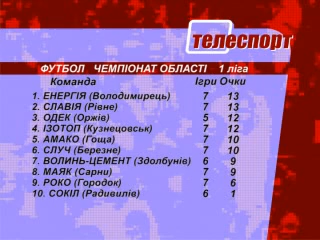 телеспорт
ФУТБОЛ ЧЕМПІОНАТ ОБЛАСТІ 1 ліга
Команда Ігри Очки
1. ЕНЕРГІЯ (Володимирець) 7 13
2. СЛАВІЯ (Рівне) 7 13
3. ОДЕК (Оржів) 5 12
4. ІЗОТОП (Кузнецовськ) 7 12
5. АМАКО (Гоща) 7 10
6. СЛУЧ (Березне) 7 10
7. ВОЛИНЬ-ЦЕМЕНТ (Здолбунів) 6 9
8. МАЯК (Сарни) 7 9
9. РОКО (Городок) 7 6
10. СОКІЛ (Радивилів) 6 1